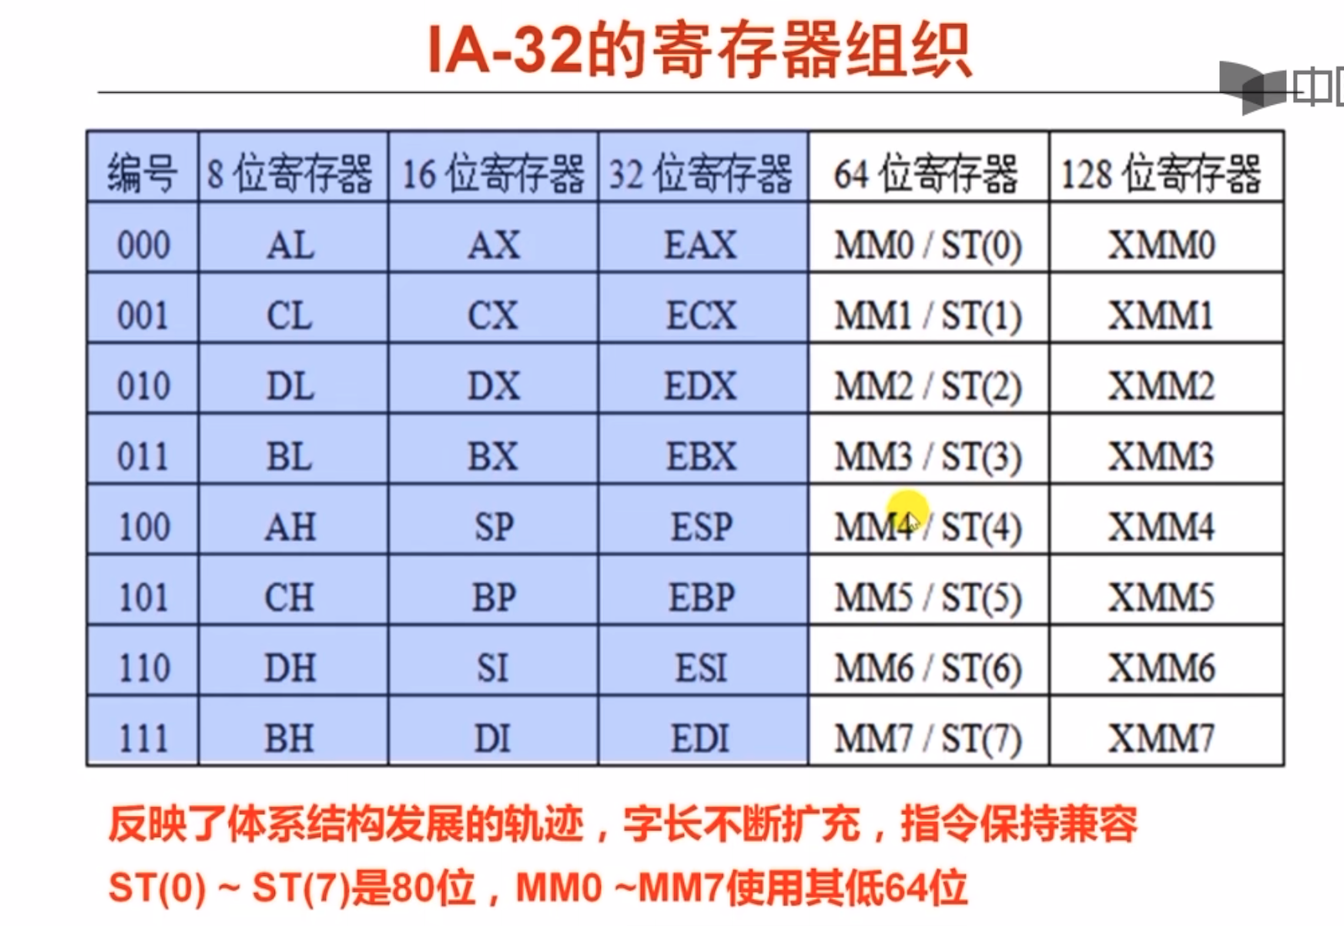 IA-32的寄存器组织
中
编号 8 位寄存器 16 位寄存器 32 位寄存器 64 位寄存器 128 位寄存器
000 AL AX EAX MM0 / ST(0) XMM0
001 CL CX ECX MM1 / ST(1) XMM1
010 DL DX EDX MM2 / ST(2) XMM2
011 BL BX EBX MM3 / ST(3) XMM3
100 AH SP ESP MM4 / ST(4) XMM4
101 CH BP EBP MM5 / ST(5) XMM5
110 DH SI ESI MM6 / ST(6) XMM6
111 BH DI EDI MM7 / ST(7) XMM7
反映了体系结构发展的轨迹，字长不断扩充，指令保持兼容
ST(0) ~ ST(7)是80位，MM0 ~MM7使用其低64位